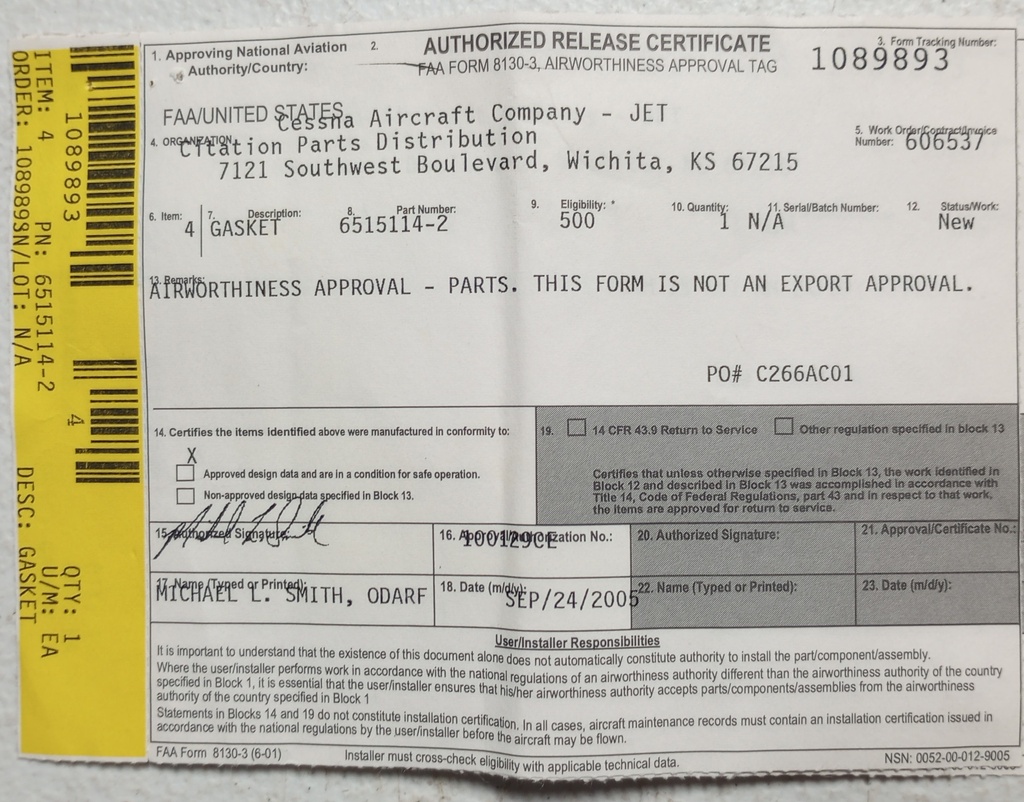 ITEM: 4 PN: 6515114-2 QTY: 1
1089893 4 U/M: EA
ORDER: 1089893 SN/LOT: N/A DESC: GASKET
1. Approving National Aviation
Authority/Country:
2.
AUTHORIZED RELEASE CERTIFICATE
FAA FORM 8130-3, AIRWORTHINESS APPROVAL TAG
3. Form Tracking Number:
1089893
FAA/UNITED STATES
4. ORGANIZATION
Cessna Aircraft Company - JET
Citation Parts Distribution
7121 Southwest Boulevard, Wichita, KS 67215
5. Work Order/Contract/Invoice
Number: 606537
6. Item: 7. Description: 8. Part Number: 9. Eligibility: * 10. Quantity: 11. Serial/Batch Number: 12. Status/Work:
4 GASKET 6515114-2 500 1 N/A New
13. Remarks:
AIRWORTHINESS APPROVAL - PARTS. THIS FORM IS NOT AN EXPORT APPROVAL.
PO# C266AC01
14. Certifies the items identified above were manufactured in conformity to:
X
Approved design data and are in a condition for safe operation.
Non-approved design data specified in Block 13.
19. 14 CFR 43.9 Return to Service Other regulation specified in block 13
Certifies that unless otherwise specified in Block 13, the work identified in
Block 12 and described in Block 13 was accomplished in accordance with
Title 14, Code of Federal Regulations, part 43 and in respect to that work,
the items are approved for return to service.
15. Authorized Signature:
16. Approval/Authorization No.:
100129CE
20. Authorized Signature:
21. Approval/Certificate No.:
17. Name (Typed or Printed):
MICHAEL L. SMITH, ODARF
18. Date (m/d/y):
SEP/24/2005
22. Name (Typed or Printed):
23. Date (m/d/y):
User/Installer Responsibilities
It is important to understand that the existence of this document alone does not automatically constitute authority to install the part/component/assembly.
Where the user/installer performs work in accordance with the national regulations of an airworthiness authority different than the airworthiness authority of the country
specified in Block 1, it is essential that the user/installer ensures that his/her airworthiness authority accepts parts/components/assemblies from the airworthiness
authority of the country specified in Block 1
Statements in Blocks 14 and 19 do not constitute installation certification. In all cases, aircraft maintenance records must contain an installation certification issued in
accordance with the national regulations by the user/installer before the aircraft may be flown.
FAA Form 8130-3 (6-01)
Installer must cross-check eligibility with applicable technical data.
NSN: 0052-00-012-9005